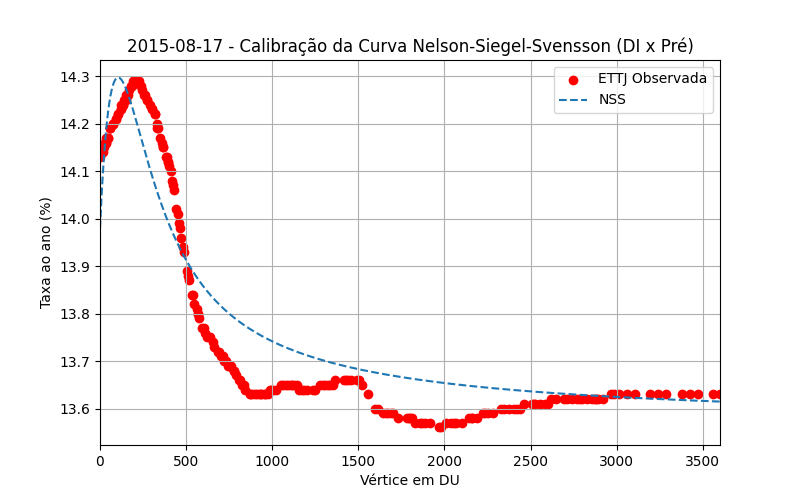 2015-08-17 - Calibração da Curva Nelson-Siegel-Svensson (DI x Pré)
ETTJ Observada
NSS
Taxa ao ano (%)
14.3
14.2
14.1
14.0
13.9
13.8
13.7
13.6
0 500 1000 1500 2000 2500 3000 3500
Vértice em DU